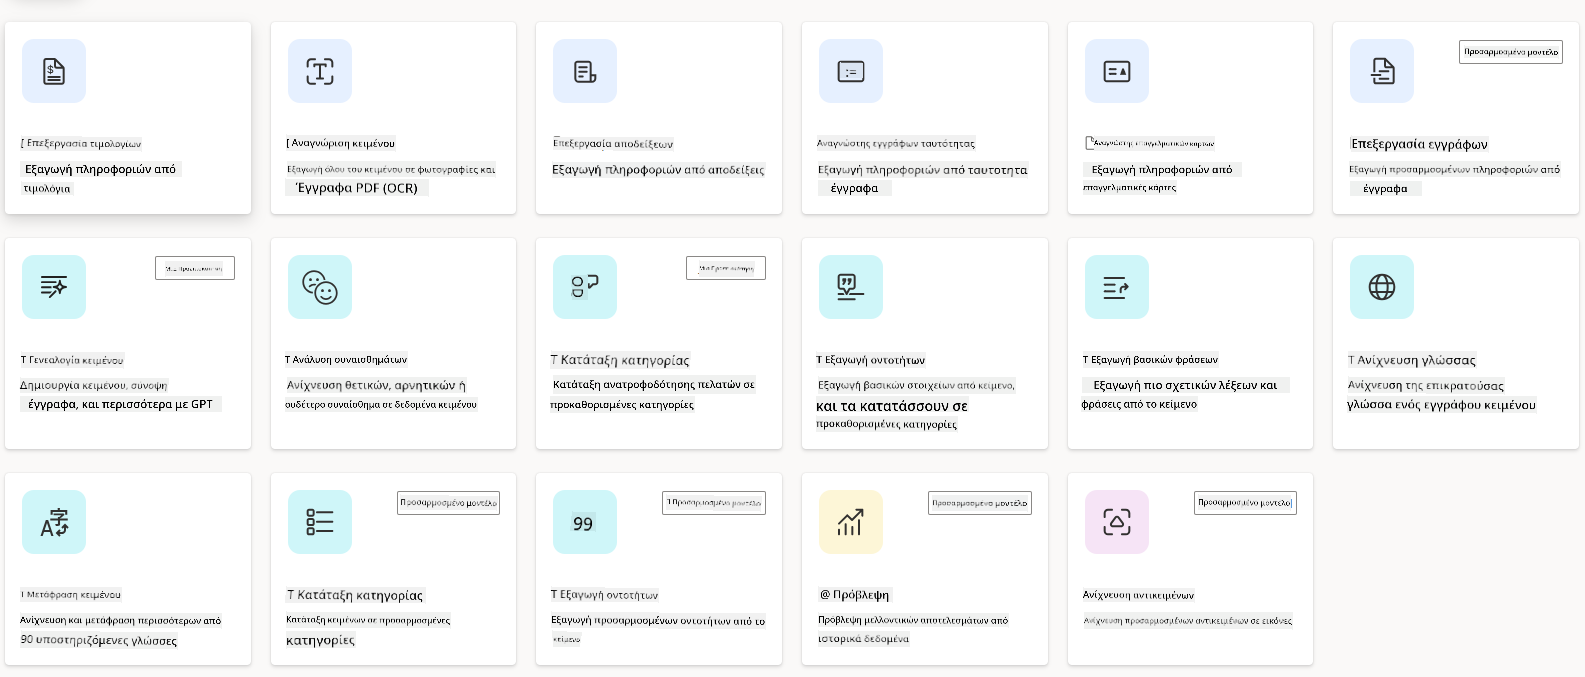 [ Επεξεργασία τιμολογίων
Εξαγωγή πληροφοριών από
τιμολόγια
[ Αναγνώριση κειμένου
Εξαγωγή όλου του κειμένου σε φωτογραφίες και
Έγγραφα PDF (OCR)
Επεξεργασία αποδείξεων
Εξαγωγή πληροφοριών από αποδείξεις
Αναγνώστης εγγράφων ταυτότητας
Εξαγωγή πληροφοριών από ταυτοτητα
έγγραφα
Αναγνώστης επαγγελματικών καρτών
Εξαγωγή πληροφοριών από
επαγγελματικές κάρτες
Προσαρμοσμένο μοντέλο
Επεξεργασία εγγράφων
Εξαγωγή προσαρμοσμένων πληροφοριών από
έγγραφα
T Γενεαλογία κειμένου
Δημιουργία κειμένου, συνοψη
έγγραφα, και περισσότερα με GPT
T Ανάλυση συναισθημάτων
Ανίχνευση θετικών, αρνητικών ή
ουδέτερο συναίσθημα σε δεδομένα κειμένου
T Κατάταξη κατηγορίας
Κατάταξη ανατροφοδότησης πελατών σε
προκαθορισμένες κατηγορίες
T Εξαγωγή οντοτήτων
Εξαγωγή βασικών στοιχείων από κείμενο,
και τα κατατάσσουν σε
προκαθορισμένες κατηγορίες
T Εξαγωγή βασικών φράσεων
Εξαγωγή πιο σχετικών λέξεων και
φράσεις από το κείμενο
T Ανίχνευση γλώσσας
Ανίχνευση της επικρατούσας
γλώσσα ενός εγγράφου κειμένου
T Μετάφραση κειμένου
Ανίχνευση και μετάφραση περισσότερων από
90 υποστηριζόμενες γλώσσες
Προσαρμοσμένο μοντέλο
T Κατάταξη κατηγορίας
Κατάταξη κειμένων σε προσαρμοσμένες
κατηγορίες
99
T Προσαρμοσμένο μοντέλο
T Εξαγωγή οντοτήτων
Εξαγωγή προσαρμοσμένων οντοτήτων από το
κείμενο
Προσαρμοσμένο μοντέλο
@ Πρόβλεψη
Πρόβλεψη μελλοντικών αποτελεσμάτων από
ιστορικά δεδομένα
Προσαρμοσμένο μοντέλο
Ανίχνευση αντικειμένων
Ανίχνευση προσαρμοσμένων αντικειμένων σε εικόνες